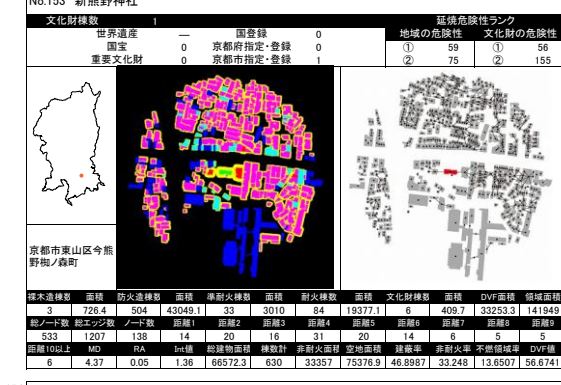 No.153 新熊野神社
文化財棟数 1 延焼危険性ランク
世界遺産 ― 国登録 0 地域の危険性 文化財の危険性
国宝 0 京都府指定・登録 0 ① 59 ① 56
重要文化財 0 京都市指定・登録 1 ② 75 ② 155
京都市東山区今熊
野椥ノ森町
裸木造棟数 面積 防火造棟数 面積 準耐火棟数 面積 耐火棟数 面積 文化財棟数 面積 DVF面積 領域面積
3 726.4 504 43049.1 33 3010 84 19377.1 6 409.7 33253.3 141949
総ノード数 総エッジ数 ノード数 距離1 距離2 距離3 距離4 距離5 距離6 距離7 距離8 距離9
533 1207 138 14 20 16 31 20 14 6 5 5
距離10以上 MD RA Int値 総建物面積 棟数計 非耐火面積 空地面積 建蔽率 非耐火率 不燃領域率 DVF値
6 4.37 0.05 1.36 66572.3 630 33357 75376.9 46.8987 33.248 13.6507 56.6741